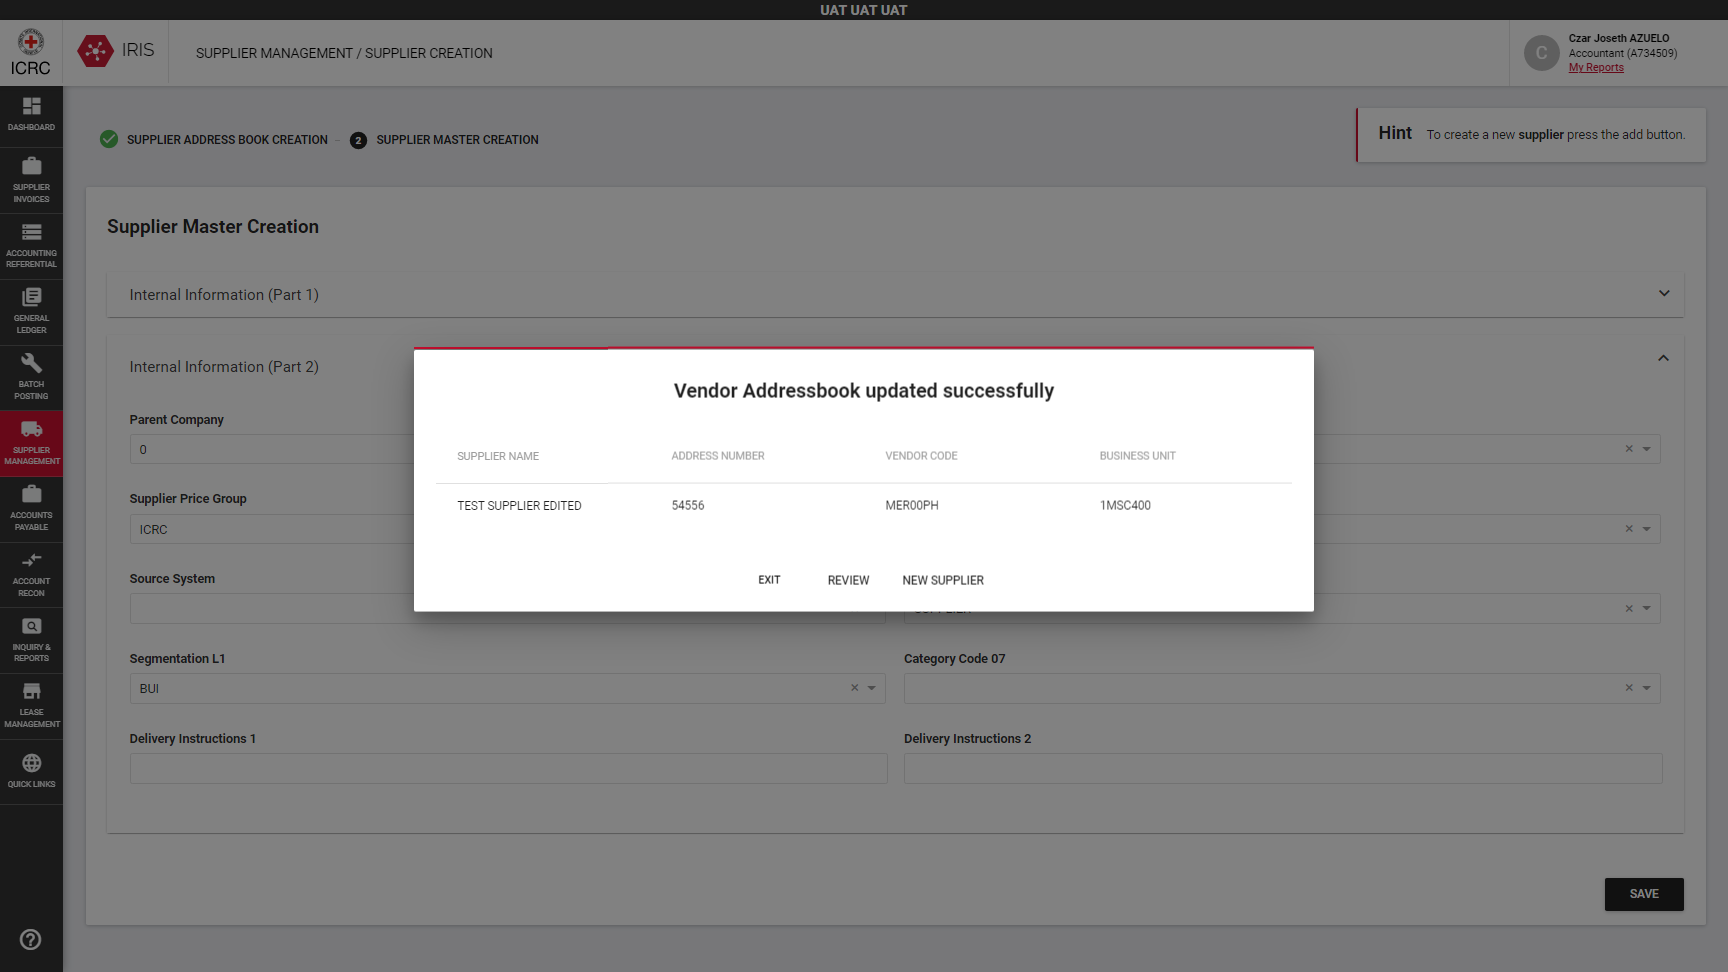 UAT UAT UAT
ICRC
IRIS
SUPPLIER MANAGEMENT / SUPPLIER CREATION
C
Czar Joseth AZUELO
Accountant (A734509)
My Reports
DASHBOARD
SUPPLIER
INVOICES
ACCOUNTING
REFERENTIAL
GENERAL
LEDGER
BATCH
POSTING
SUPPLIER
MANAGEMENT
ACCOUNTS
PAYABLE
ACCOUNT
RECON
INQUIRY &
REPORTS
LEASE
MANAGEMENT
QUICK LINKS
SUPPLIER ADDRESS BOOK CREATION
2 SUPPLIER MASTER CREATION
Hint To create a new supplier press the add button.
Supplier Master Creation
Internal Information (Part 1)
Internal Information (Part 2)
Parent Company
0
Supplier Price Group
ICRC
Source System
Segmentation L1
BUI
Category Code 07
Delivery Instructions 1
Delivery Instructions 2
SAVE
Vendor Addressbook updated successfully
SUPPLIER NAME ADDRESS NUMBER VENDOR CODE BUSINESS UNIT
TEST SUPPLIER EDITED 54556 MER00PH 1MSC400
EXIT REVIEW NEW SUPPLIER